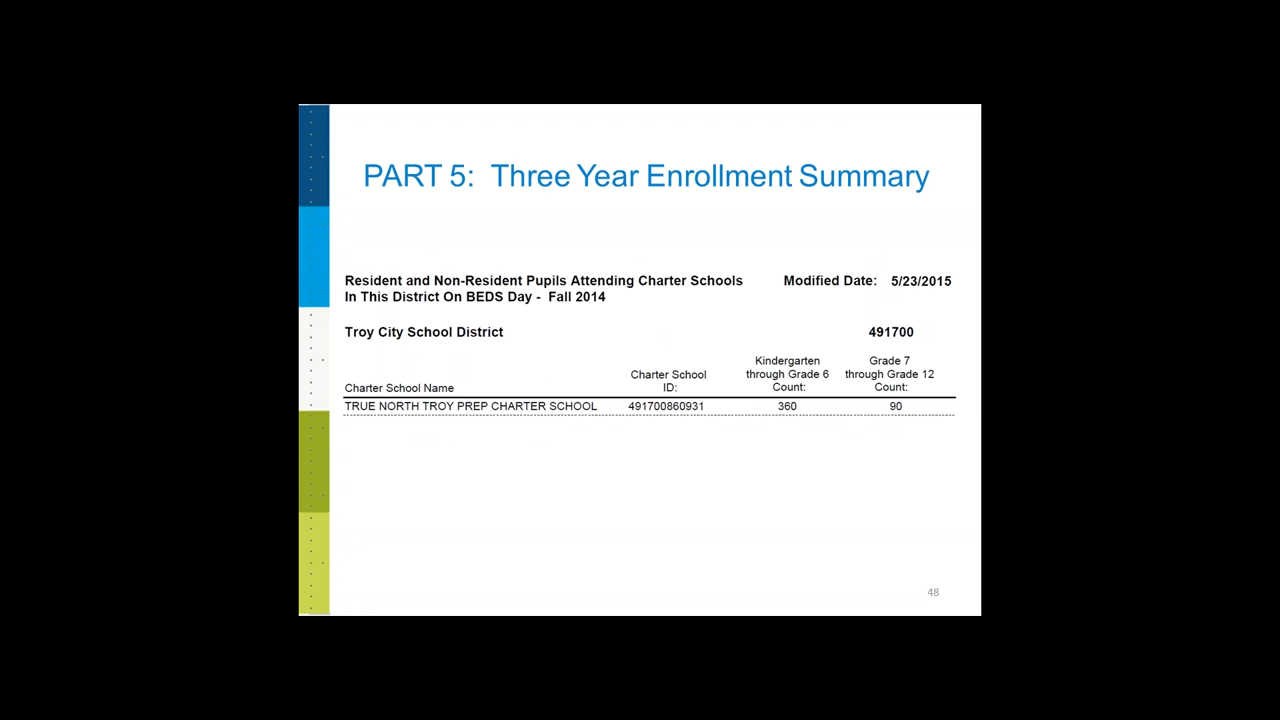 PART 5: Three Year Enrollment Summary
Resident and Non-Resident Pupils Attending Charter Schools Modified Date: 5/23/2015
In This District On BEDS Day - Fall 2014
Troy City School District 491700
Kindergarten Grade 7
Charter School through Grade 6 through Grade 12
Charter School Name ID: Count: Count:
TRUE NORTH TROY PREP CHARTER SCHOOL 491700860931 360 90
48